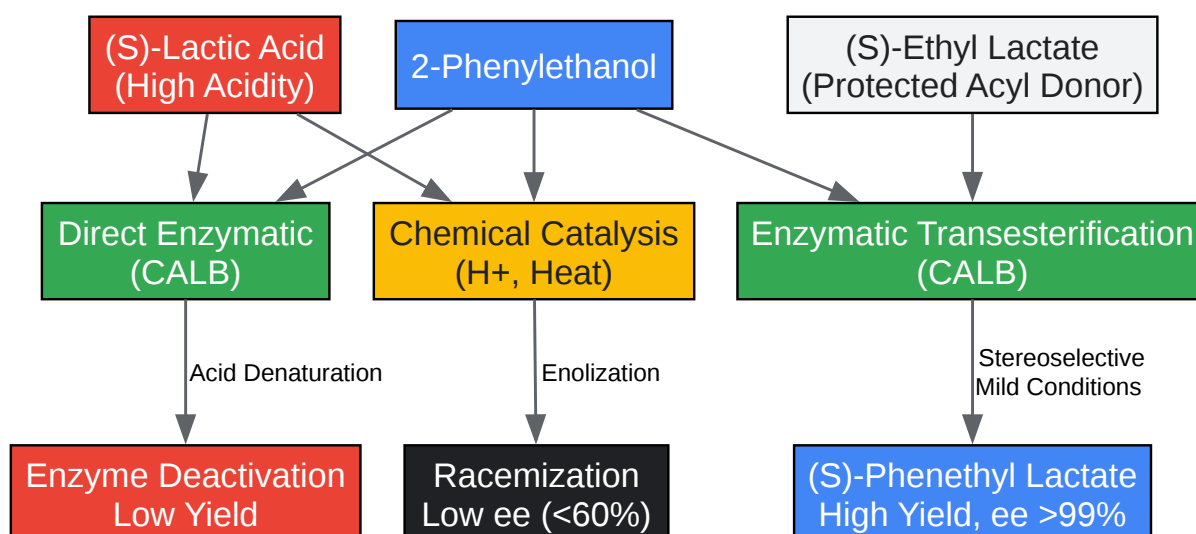 (S)-Lactic Acid
(High Acidity)
2-Phenylethanol
(S)-Ethyl Lactate
(Protected Acyl Donor)
Direct Enzymatic
(CALB)
Chemical Catalysis
(H+, Heat)
Enzymatic Transesterification
(CALB)
Acid Denaturation
Enolization
Stereoselective
Mild Conditions
Enzyme Deactivation
Low Yield
Racemization
Low ee (<60%)
(S)-Phenethyl Lactate
High Yield, ee >99%